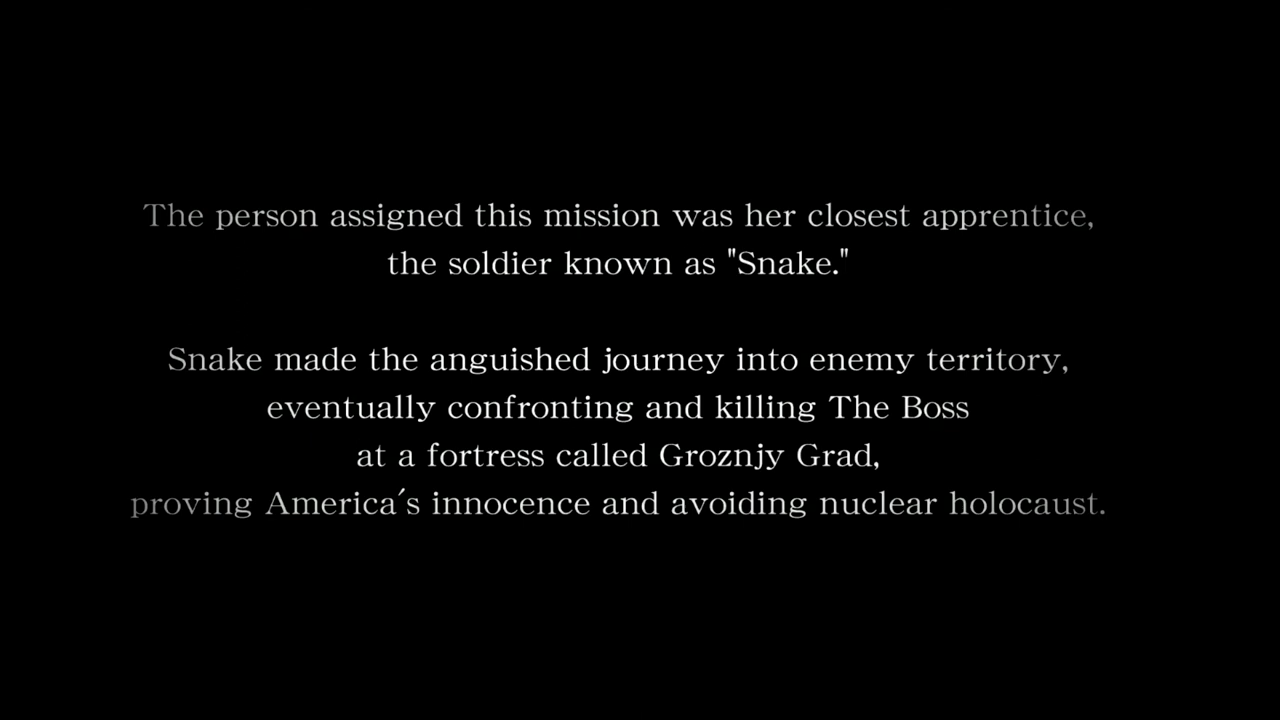 The person assigned this mission was her closest apprentice,
the soldier known as "Snake."
Snake made the anguished journey into enemy territory,
eventually confronting and killing The Boss
at a fortress called Groznjy Grad,
proving America's innocence and avoiding nuclear holocaust.